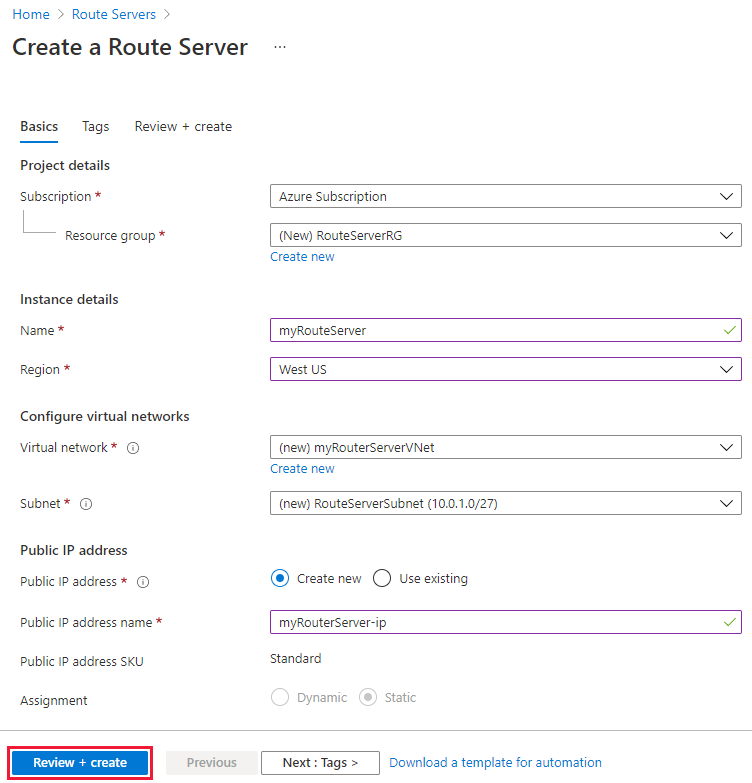 Home > Route Servers >
Create a Route Server ...
Basics Tags Review + create
Project details
Subscription * Azure Subscription
Resource group * (New) RouteServerRG
Create new
Instance details
Name * myRouteServer
Region * West US
Configure virtual networks
Virtual network * (new) myRouterServerVNet
Create new
Subnet * (new) RouteServerSubnet (10.0.1.0/27)
Public IP address
Public IP address * Create new Use existing
Public IP address name * myRouterServer-ip
Public IP address SKU Standard
Assignment Dynamic Static
Review + create Previous Next : Tags > Download a template for automation